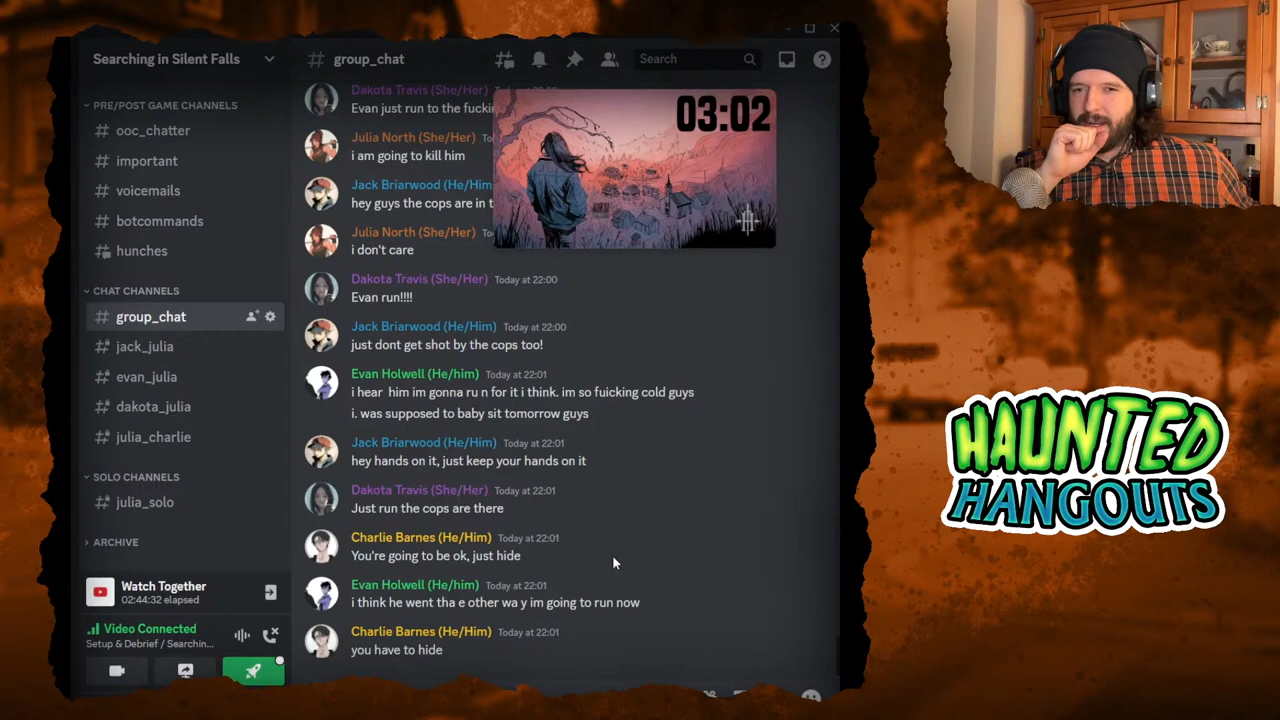 Searching in Silent Falls
PRE/POST GAME CHANNELS
# ooc_chatter
# important
# voicemails
# botcommands
hunches
CHAT CHANNELS
# group_chat
# jack_julia
# evan_julia
# dakota_julia
# julia_charlie
SOLO CHANNELS
# julia_solo
ARCHIVE
Watch Together
02:44:32 elapsed
Video Connected
Setup & Debrief / Searchin...
# group_chat
Search
03:02
Dakota Travis (She/Her)
Evan just run to the
Julia North (She/Her)
i am going to kill him
Jack Briarwood (He/Him)
hey guys the cops are in
Julia North (She/Her)
i don't care
Dakota Travis (She/Her) Today at 22:00
Evan run!!!!
Jack Briarwood (He/Him) Today at 22:00
just dont get shot by the cops too!
Evan Holwell (He/him) Today at 22:01
i hear him im gonna ru n for it i think. im so fuicking cold guys
i. was supposed to baby sit tomorrow guys
Jack Briarwood (He/Him) Today at 22:01
hey hands on it, just keep your hands on it
Dakota Travis (She/Her) Today at 22:01
Just run the cops are there
Charlie Barnes (He/Him) Today at 22:01
You're going to be ok, just hide
Evan Holwell (He/him) Today at 22:01
i think he went tha e other wa y im going to run now
Charlie Barnes (He/Him) Today at 22:01
you have to hide
HAUNTED
HANGOUTS